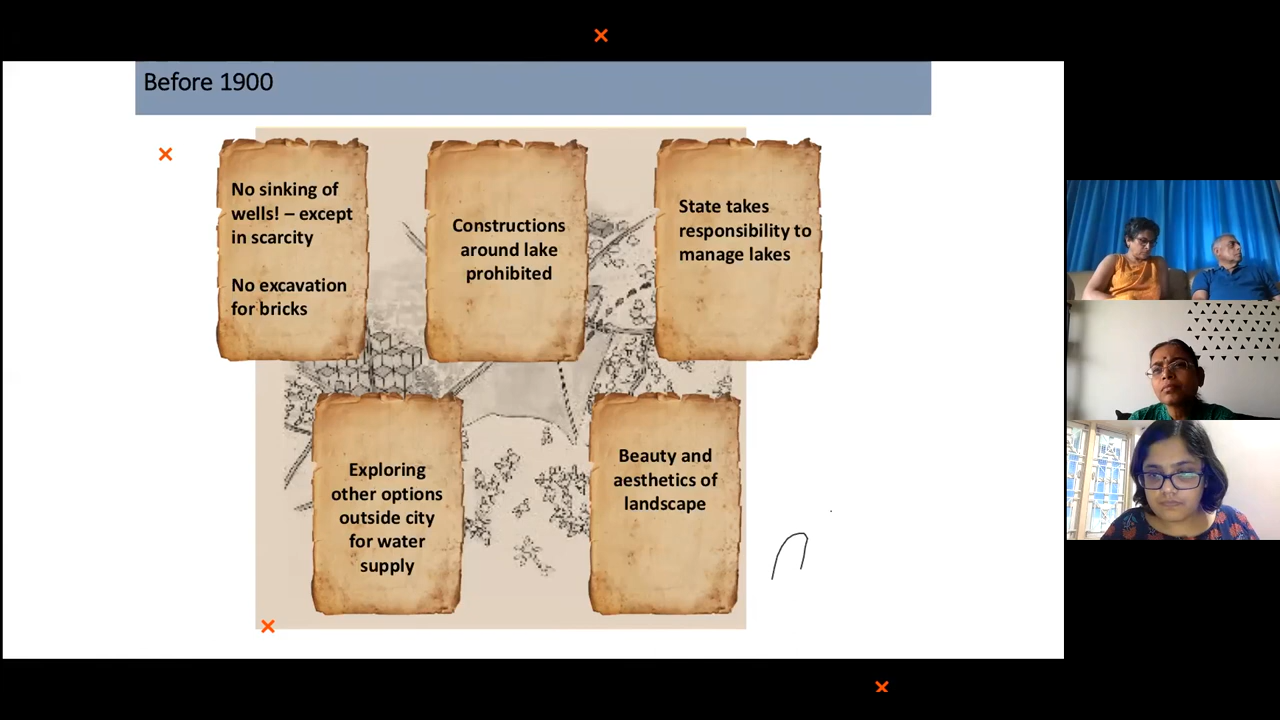 Before 1900
No sinking of
wells! – except
in scarcity
No excavation
for bricks
Constructions
around lake
prohibited
State takes
responsibility to
manage lakes
Exploring
other options
outside city
for water
supply
Beauty and
aesthetics of
landscape